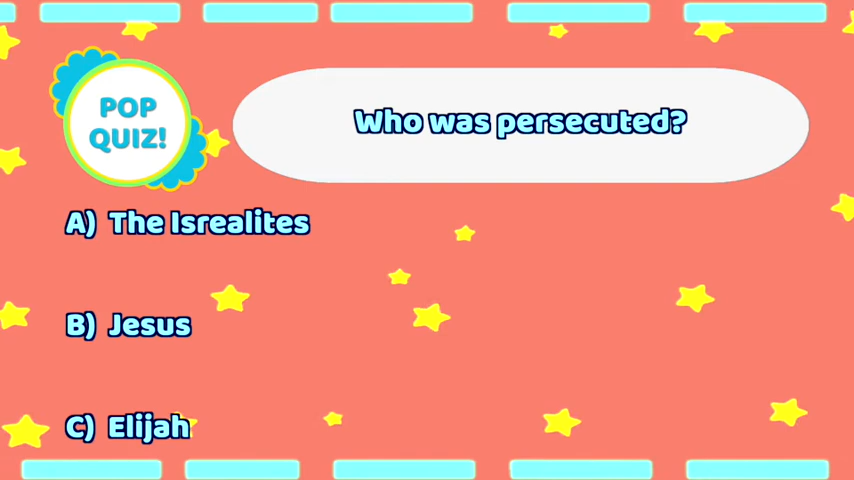 POP
QUIZ!
Who was persecuted?
A) The Isrealites
B) Jesus
C) Elijah